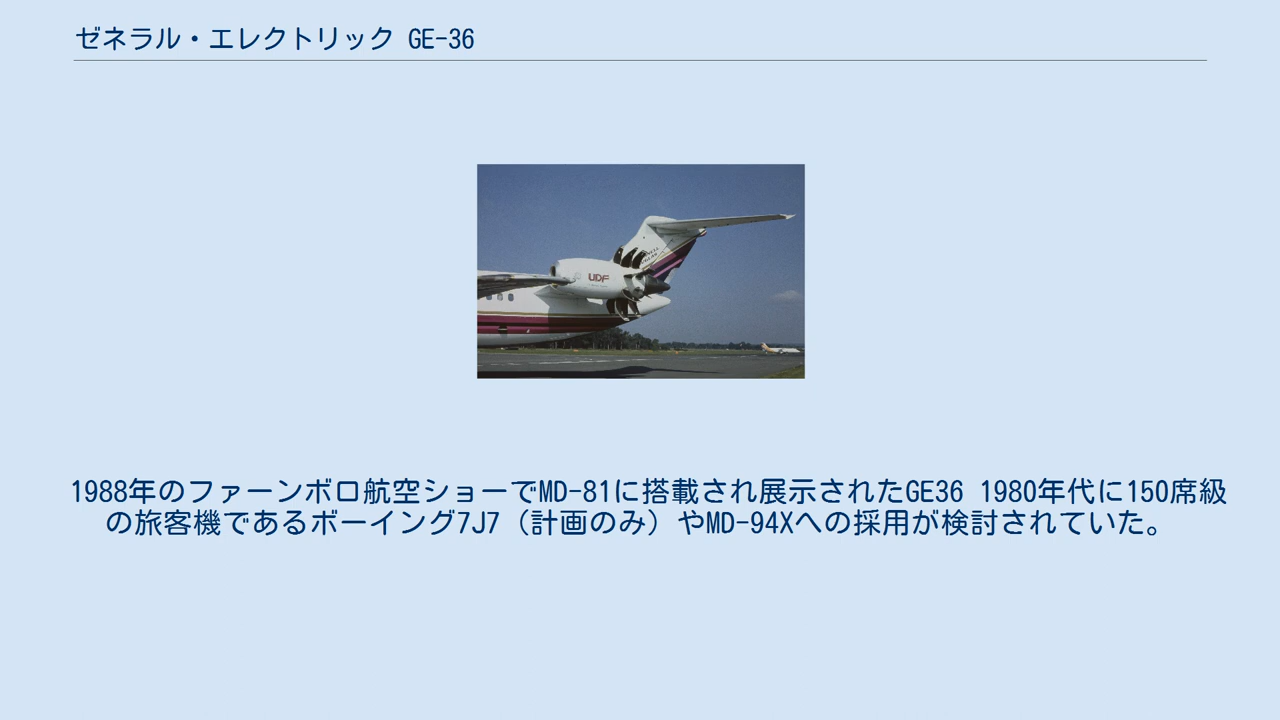 ゼネラル・エレクトリック GE-36
UDF
1988年のファーンボロ航空ショーでMD-81に搭載され展示されたGE36 1980年代に150席級
の旅客機であるボーイング7J7（計画のみ）やMD-94Xへの採用が検討されていた。